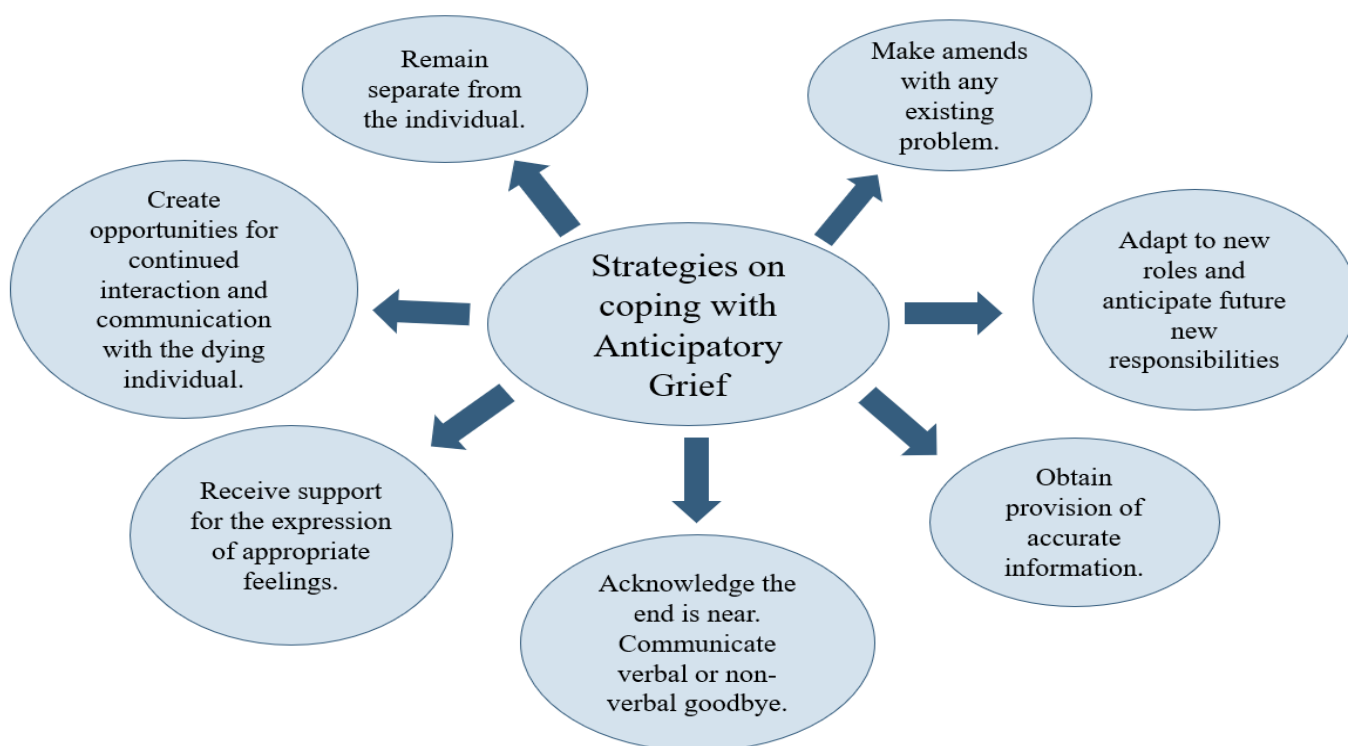 Strategies on
coping with
Anticipatory
Grief
Remain
separate from
the individual.
Make amends
with any
existing
problem.
Adapt to new
roles and
anticipate future
new
responsibilities
Obtain
provision of
accurate
information.
Acknowledge the
end is near.
Communicate
verbal or non-
verbal goodbye.
Receive support
for the expression
of appropriate
feelings.
Create
opportunities for
continued
interaction and
communication
with the dying
individual.